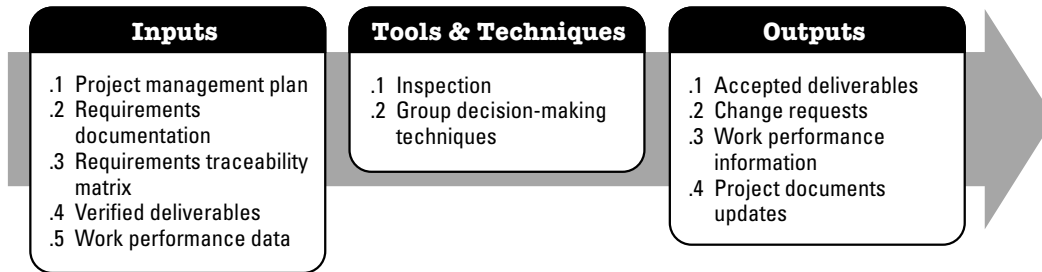 Inputs
.1 Project management plan
.2 Requirements
documentation
.3 Requirements traceability
matrix
.4 Verified deliverables
.5 Work performance data
Tools & Techniques
.1 Inspection
.2 Group decision-making
techniques
Outputs
.1 Accepted deliverables
.2 Change requests
.3 Work performance
information
.4 Project documents
updates